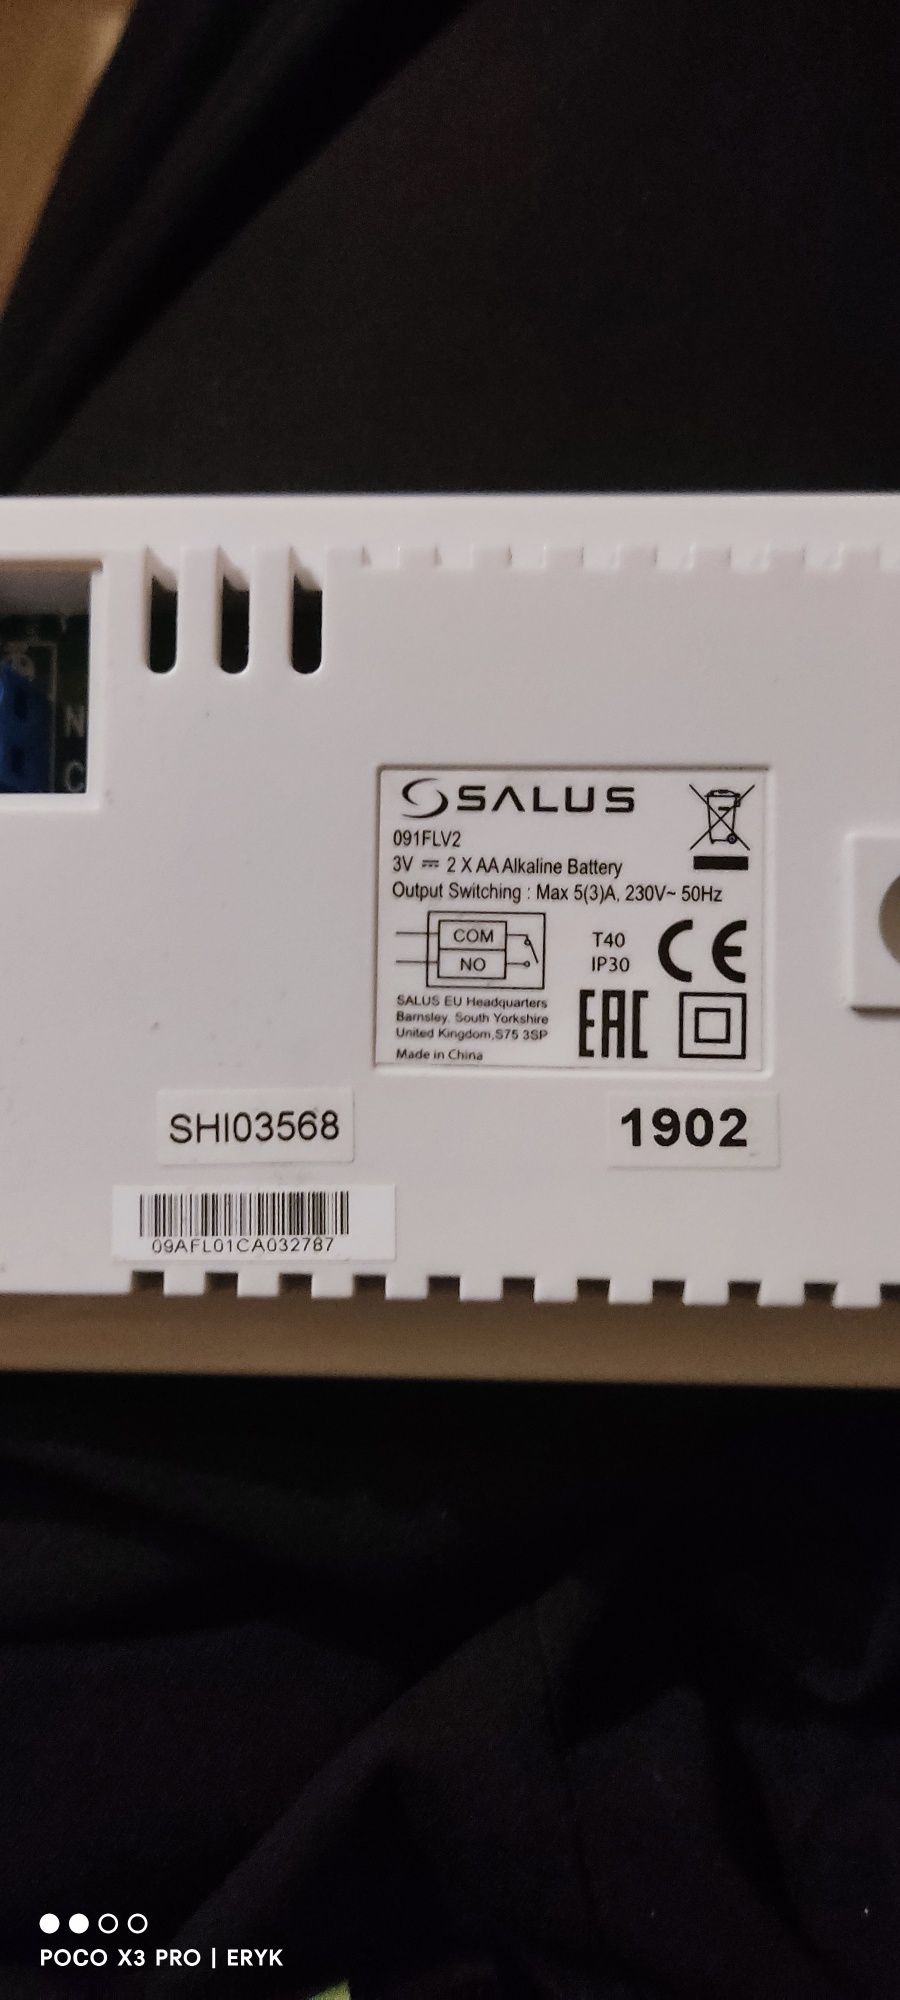 N
C
SALUS
091FLV2
3V 2 X AA Alkaline Battery
Output Switching : Max 5(3)A, 230V~ 50Hz
COM
NO
T40
IP30
CE
SALUS EU Headquarters
Barnsley, South Yorkshire
United Kingdom,S75 3SP
Made in China
EAC
SHI03568
1902
09AFL01CA032787
POCO X3 PRO | ERYK